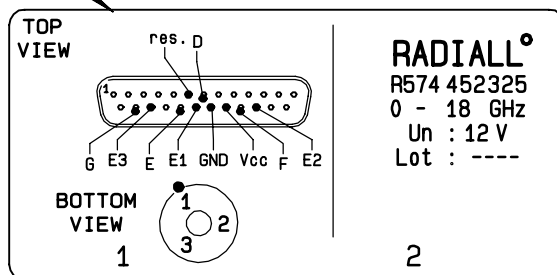 TOP
VIEW
res. D
1
G E3 E E1 GND Vcc F E2
BOTTOM
VIEW
1
2
3
1
RADIALL°
R574 452325
0 - 18 GHz
Un : 12 V
Lot : ----
2